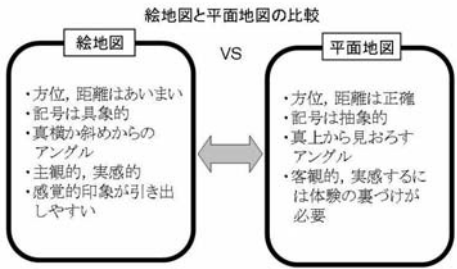 絵地図と平面地図の比較
絵地図
・方位，距離はあいまい
・記号は具象的
・真横か斜めからの
アングル
・主観的，実感的
・感覚的印象が引き出
しやすい
VS
平面地図
・方位，距離は正確
・記号は抽象的
・真上から見おろす
アングル
・客観的，実感するに
は体験の裏づけが
必要